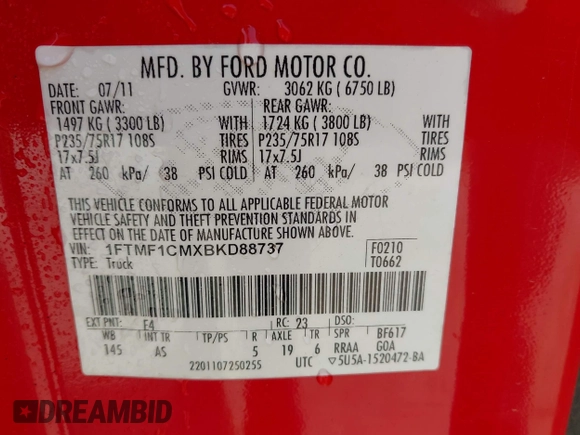 MFD. BY FORD MOTOR CO.
DATE: 07/11 GVWR: 3062 KG ( 6750 LB)
FRONT GAWR: REAR GAWR:
1497 KG ( 3300 LB) WITH 1724 KG ( 3800 LB) WITH
P235/75R17 108S TIRES P235/75R17 108S TIRES
17x7.5J RIMS 17x7.5J RIMS
AT 260 kPa/ 38 PSI COLD AT 260 kPa/ 38 PSI COLD
THIS VEHICLE CONFORMS TO ALL APPLICABLE FEDERAL MOTOR
VEHICLE SAFETY AND THEFT PREVENTION STANDARDS IN
EFFECT ON THE DATE OF MANUFACTURE SHOWN ABOVE.
VIN: 1FTMF1CMXBKD88737 F0210
TYPE: Truck T0662
EXT PNT: F4 RC: 23 DSO:
WB INT TR TP/PS R AXLE TR SPR BF617
145 AS 5 19 6 RRAA GOA
22011072502SS UTC ▽5U5A-1520472-BA
DREAMBID